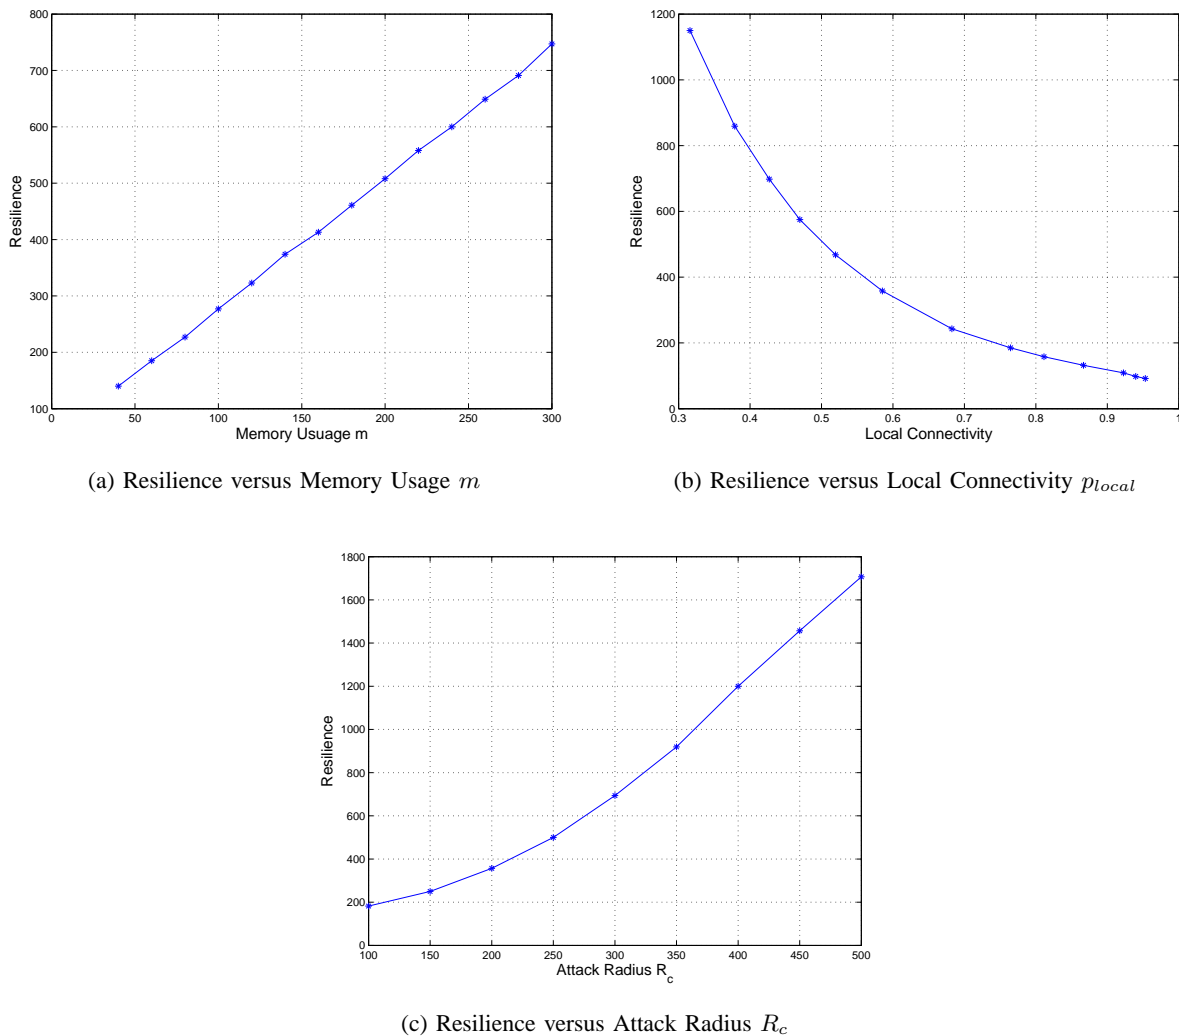 800
700
600
500
400
300
200
100
Resilience
0 50 100 150 200 250 300
Memory Usuage m
(a) Resilience versus Memory Usage m
1200
1000
800
600
400
200
0
Resilience
0.3 0.4 0.5 0.6 0.7 0.8 0.9 1
Local Connectivity
(b) Resilience versus Local Connectivity p_local
1800
1600
1400
1200
1000
800
600
400
200
0
Resilience
100 150 200 250 300 350 400 450 500
Attack Radius R_c
(c) Resilience versus Attack Radius R_c